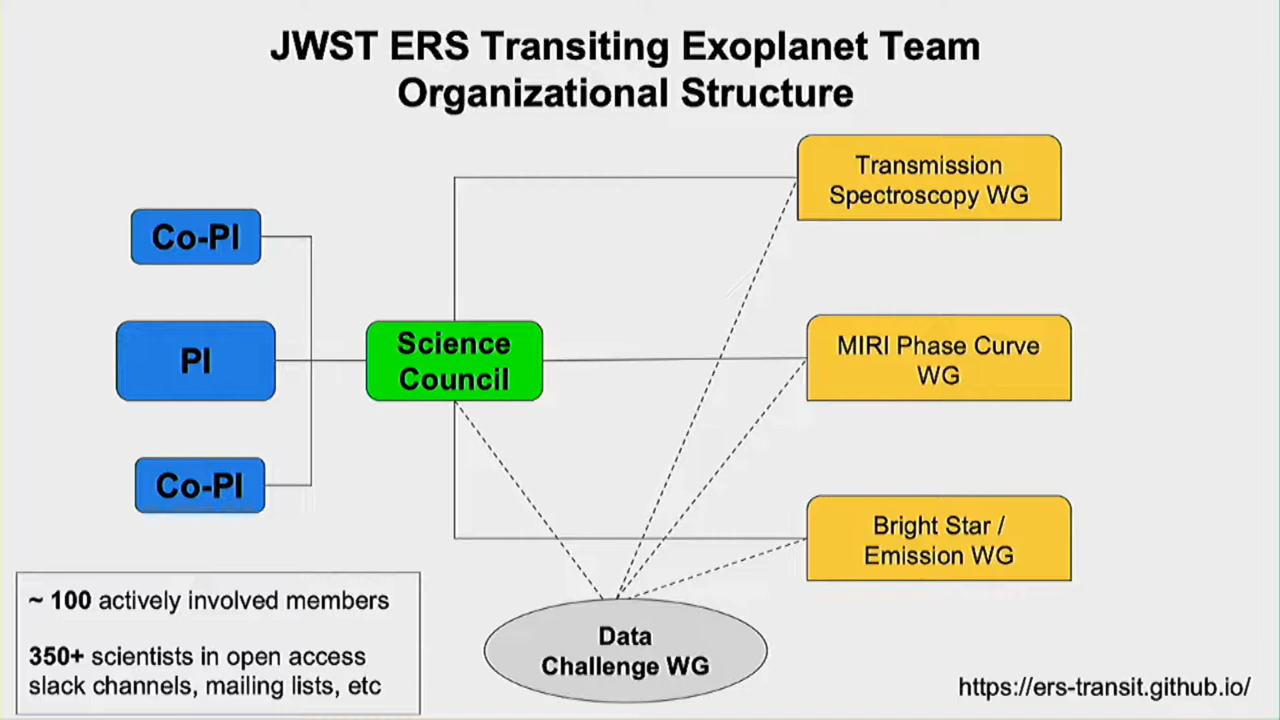 JWST ERS Transiting Exoplanet Team
Organizational Structure
Transmission
Spectroscopy WG
Co-PI
PI
Science
Council
MIRI Phase Curve
WG
Co-PI
Bright Star /
Emission WG
~ 100 actively involved members
350+ scientists in open access
slack channels, mailing lists, etc
Data
Challenge WG
https://ers-transit.github.io/